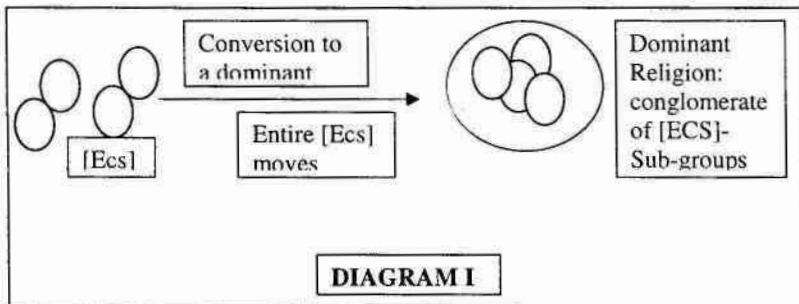 Conversion to
a dominant
Entire [Ecs]
moves
[Ecs]
Dominant
Religion:
conglomerate
of [ECS]-
Sub-groups
DIAGRAM I